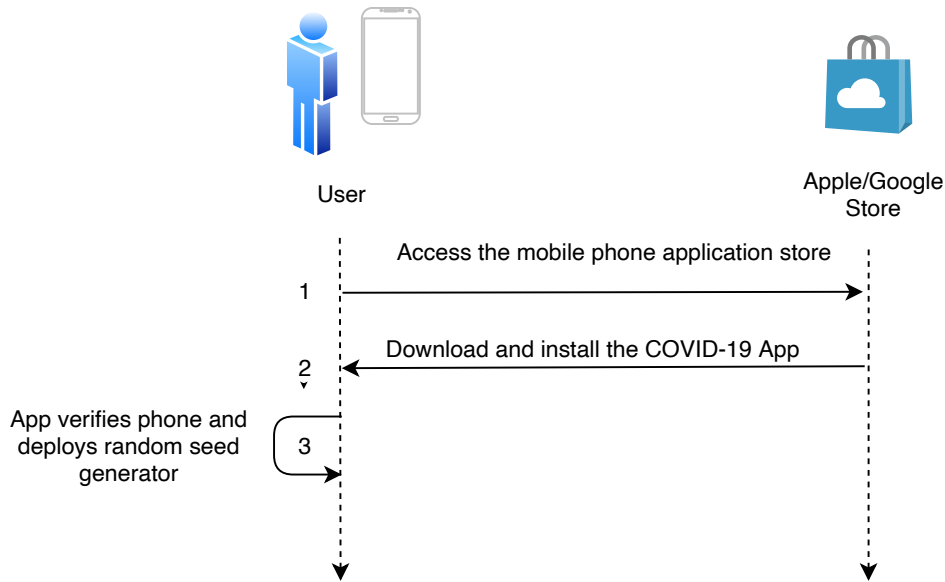 User
Apple/Google
Store
Access the mobile phone application store
1
Download and install the COVID-19 App
2
App verifies phone and
deploys random seed
generator
3